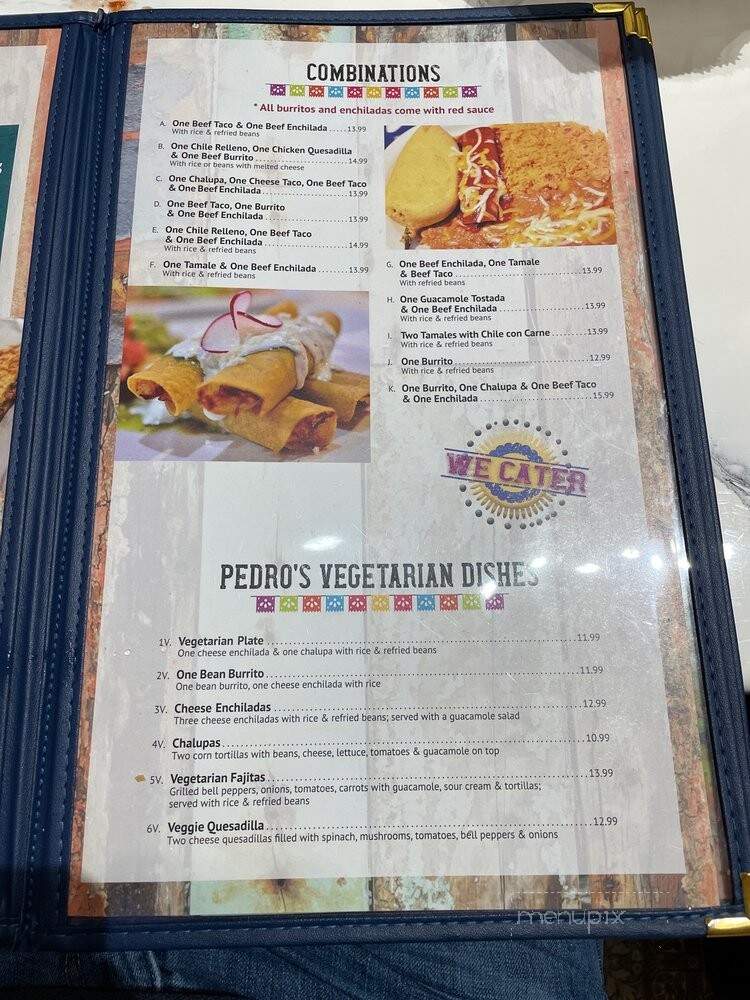 COMBINATIONS
* All burritos and enchiladas come with red sauce
A. One Beef Taco & One Beef Enchilada.....13.99
With rice & refried beans
B. One Chile Relleno, One Chicken Quesadilla
& One Beef Burrito..............................14.99
With rice or beans with melted cheese
C. One Chalupa, One Cheese Taco, One Beef Taco
& One Beef Enchilada............................13.99
D. One Beef Taco, One Burrito
& One Beef Enchilada............................13.99
E. One Chile Relleno, One Beef Taco
& One Beef Enchilada............................14.99
With rice & refried beans
F. One Tamale & One Beef Enchilada..............13.99
With rice & refried beans
G. One Beef Enchilada, One Tamale
& Beef Taco.....................................13.99
With refried beans
H. One Guacamole Tostada
& One Beef Enchilada............................13.99
With rice & refried beans
I. Two Tamales with Chile con Carne.............13.99
With rice & refried beans
J. One Burrito..................................12.99
With rice & refried beans
K. One Burrito, One Chalupa & One Beef Taco
& One Enchilada.................................15.99
WE CATER
PEDRO'S VEGETARIAN DISHES
1V. Vegetarian Plate............................11.99
One cheese enchilada & one chalupa with rice & refried beans
2V. One Bean Burrito............................11.99
One bean burrito, one cheese enchilada with rice
3V. Cheese Enchiladas...........................12.99
Three cheese enchiladas with rice & refried beans; served with a guacamole salad
4V. Chalupas....................................10.99
Two corn tortillas with beans, cheese, lettuce, tomatoes & guacamole on top
5V. Vegetarian Fajitas..........................13.99
Grilled bell peppers, onions, tomatoes, carrots with guacamole, sour cream & tortillas;
served with rice & refried beans
6V. Veggie Quesadilla...........................12.99
Two cheese quesadillas filled with spinach, mushrooms, tomatoes, bell peppers & onions
menupix